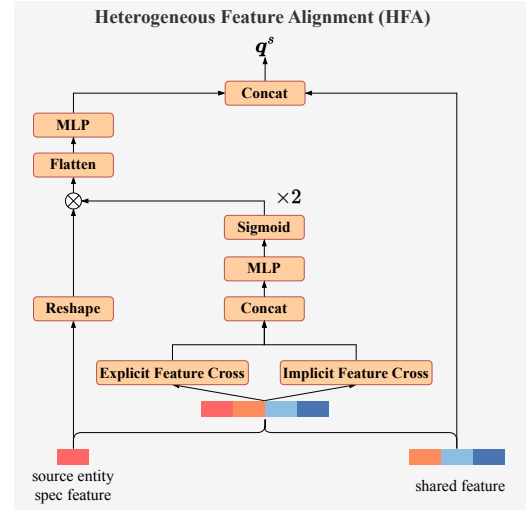 Heterogeneous Feature Alignment (HFA)
q^s
Concat
MLP
Flatten
×2
Sigmoid
MLP
Reshape
Concat
Explicit Feature Cross
Implicit Feature Cross
source entity
spec feature
shared feature